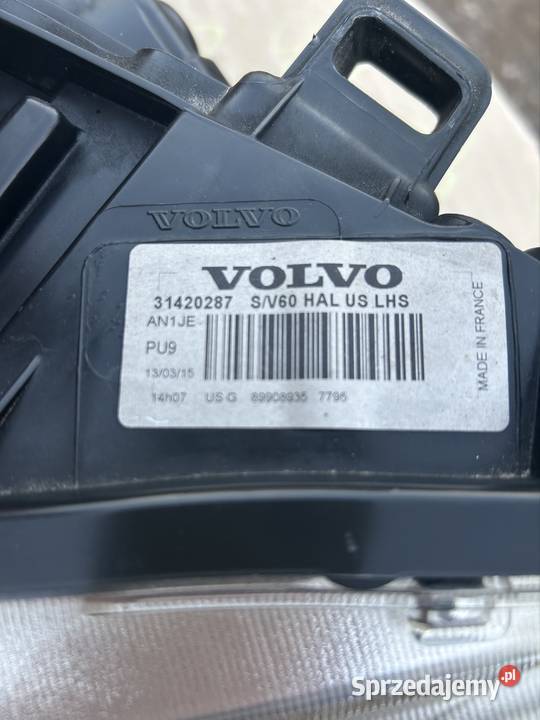 VOLVO
VOLVO
31420287 S/V60 HAL US LHS
AN1JE
PU9
13/03/15
14h07 US G 89908935 7795
MADE IN FRANCE
Sprzedajemy.pl